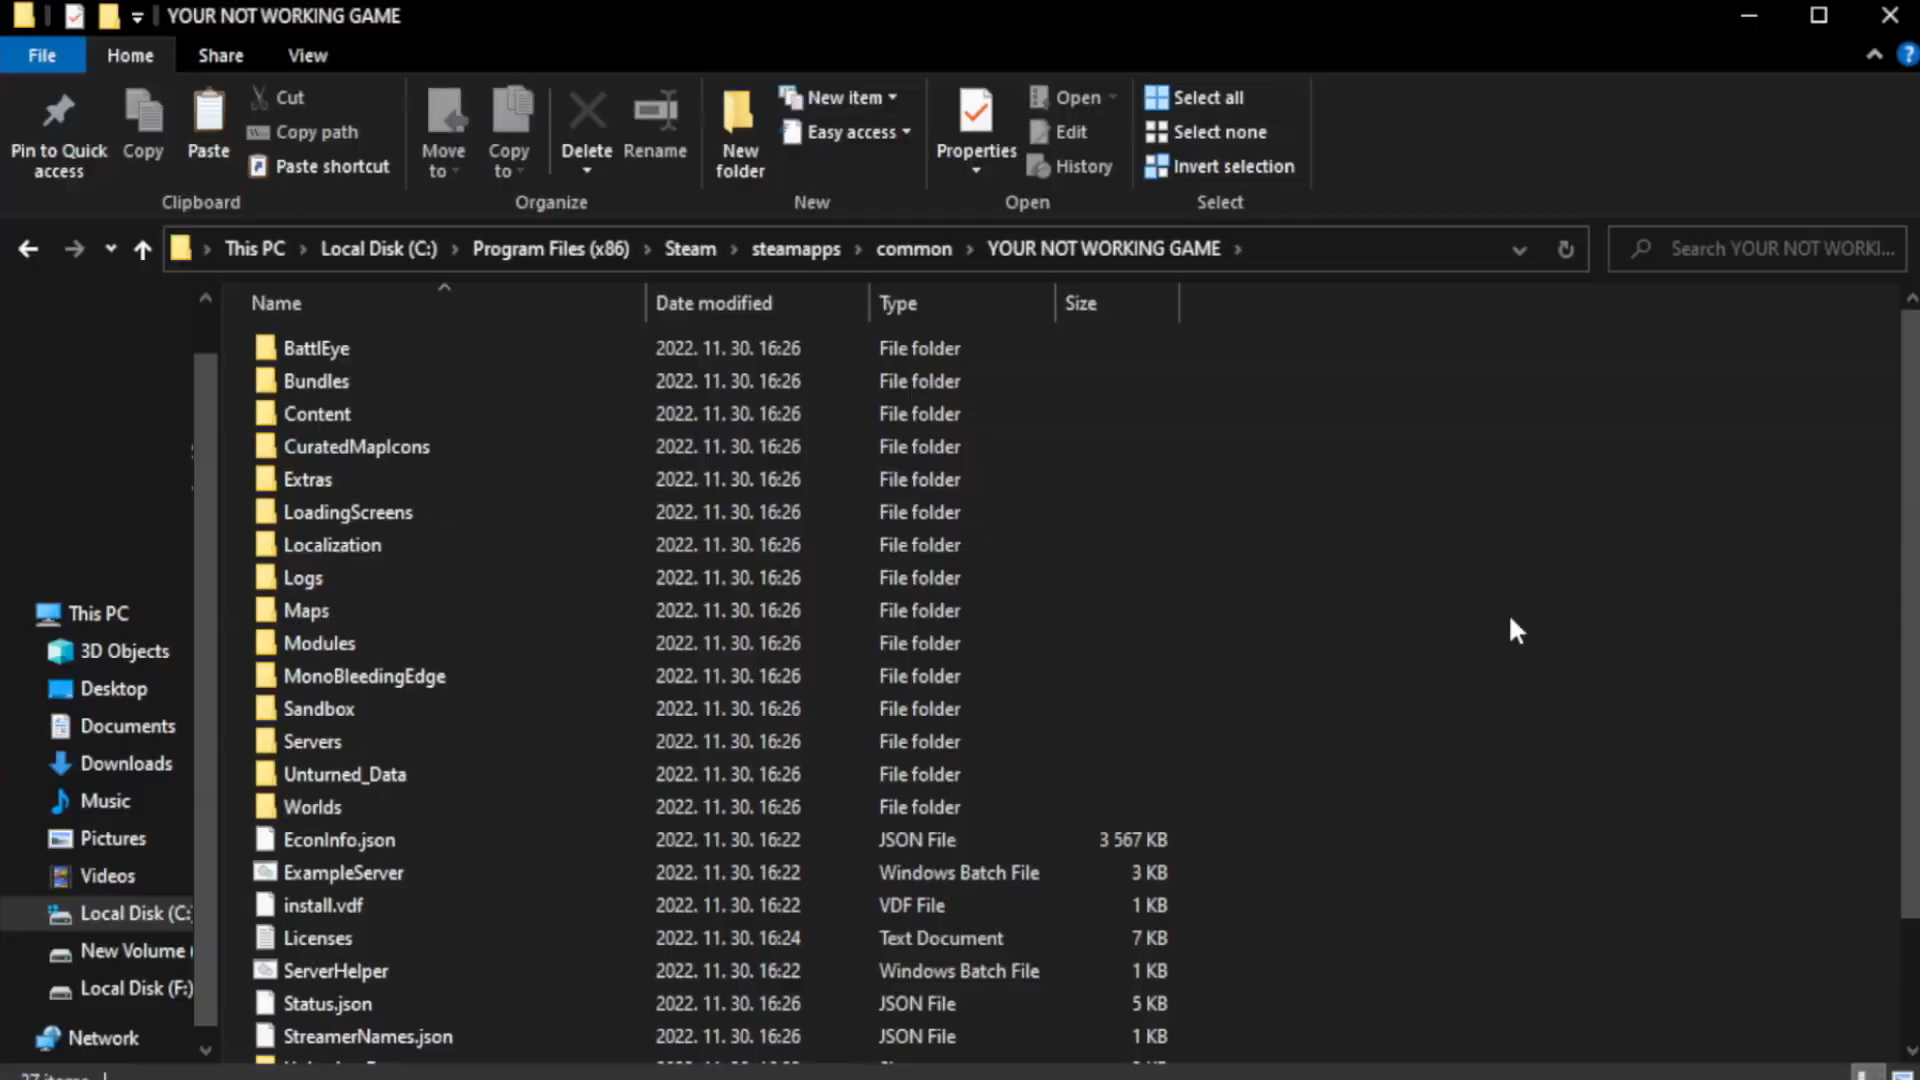 YOUR NOT WORKING GAME
File Home Share View
Pin to Quick access
Copy
Paste
Cut
Copy path
Paste shortcut
Clipboard
Move to
Copy to
Delete
Rename
Organize
New folder
New item
Easy access
New
Properties
Open
Edit
History
Open
Select all
Select none
Invert selection
Select
This PC Local Disk (C:) Program Files (x86) Steam steamapps common YOUR NOT WORKING GAME
Search YOUR NOT WORKI...
Name Date modified Type Size
BattlEye 2022. 11. 30. 16:26 File folder
Bundles 2022. 11. 30. 16:26 File folder
Content 2022. 11. 30. 16:26 File folder
CuratedMapIcons 2022. 11. 30. 16:26 File folder
Extras 2022. 11. 30. 16:26 File folder
LoadingScreens 2022. 11. 30. 16:26 File folder
Localization 2022. 11. 30. 16:26 File folder
Logs 2022. 11. 30. 16:26 File folder
Maps 2022. 11. 30. 16:26 File folder
Modules 2022. 11. 30. 16:26 File folder
MonoBleedingEdge 2022. 11. 30. 16:26 File folder
Sandbox 2022. 11. 30. 16:26 File folder
Servers 2022. 11. 30. 16:26 File folder
Unturned_Data 2022. 11. 30. 16:26 File folder
Worlds 2022. 11. 30. 16:26 File folder
EconInfo.json 2022. 11. 30. 16:22 JSON File 3 567 KB
ExampleServer 2022. 11. 30. 16:22 Windows Batch File 3 KB
install.vdf 2022. 11. 30. 16:22 VDF File 1 KB
Licenses 2022. 11. 30. 16:24 Text Document 7 KB
ServerHelper 2022. 11. 30. 16:22 Windows Batch File 1 KB
Status.json 2022. 11. 30. 16:26 JSON File 5 KB
StreamerNames.json 2022. 11. 30. 16:26 JSON File 1 KB
This PC
3D Objects
Desktop
Documents
Downloads
Music
Pictures
Videos
Local Disk (C:
New Volume (
Local Disk (F:)
Network